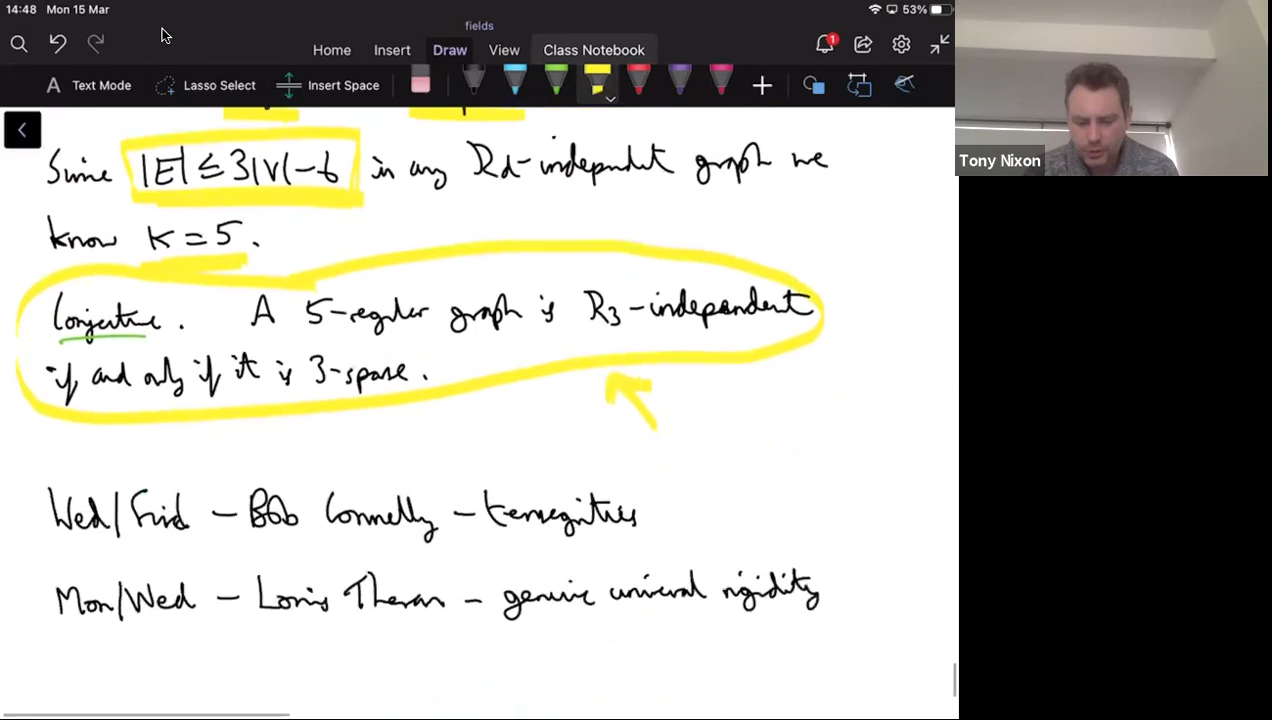 14:48 Mon 15 Mar
53%
fields
Home Insert Draw View Class Notebook
1
A Text Mode Lasso Select Insert Space
Tony Nixon
Since |E| ≤ 3|V| - 6 in any Rd-independent graph we
know K = 5.
Conjecture. A 5-regular graph is R3-independent
if and only if it is 3-sparse.
Wed/Frid - Bob Connelly - tensegrities
Mon/Wed - Louis Theran - generic universal rigidity